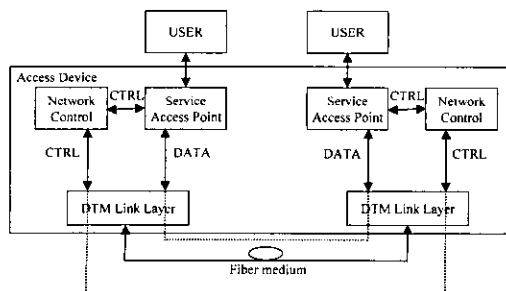 USER
USER
Access Device
Network
Control
CTRL
Service
Access Point
Service
Access Point
CTRL
Network
Control
CTRL
DATA
DATA
CTRL
DTM Link Layer
DTM Link Layer
Fiber medium